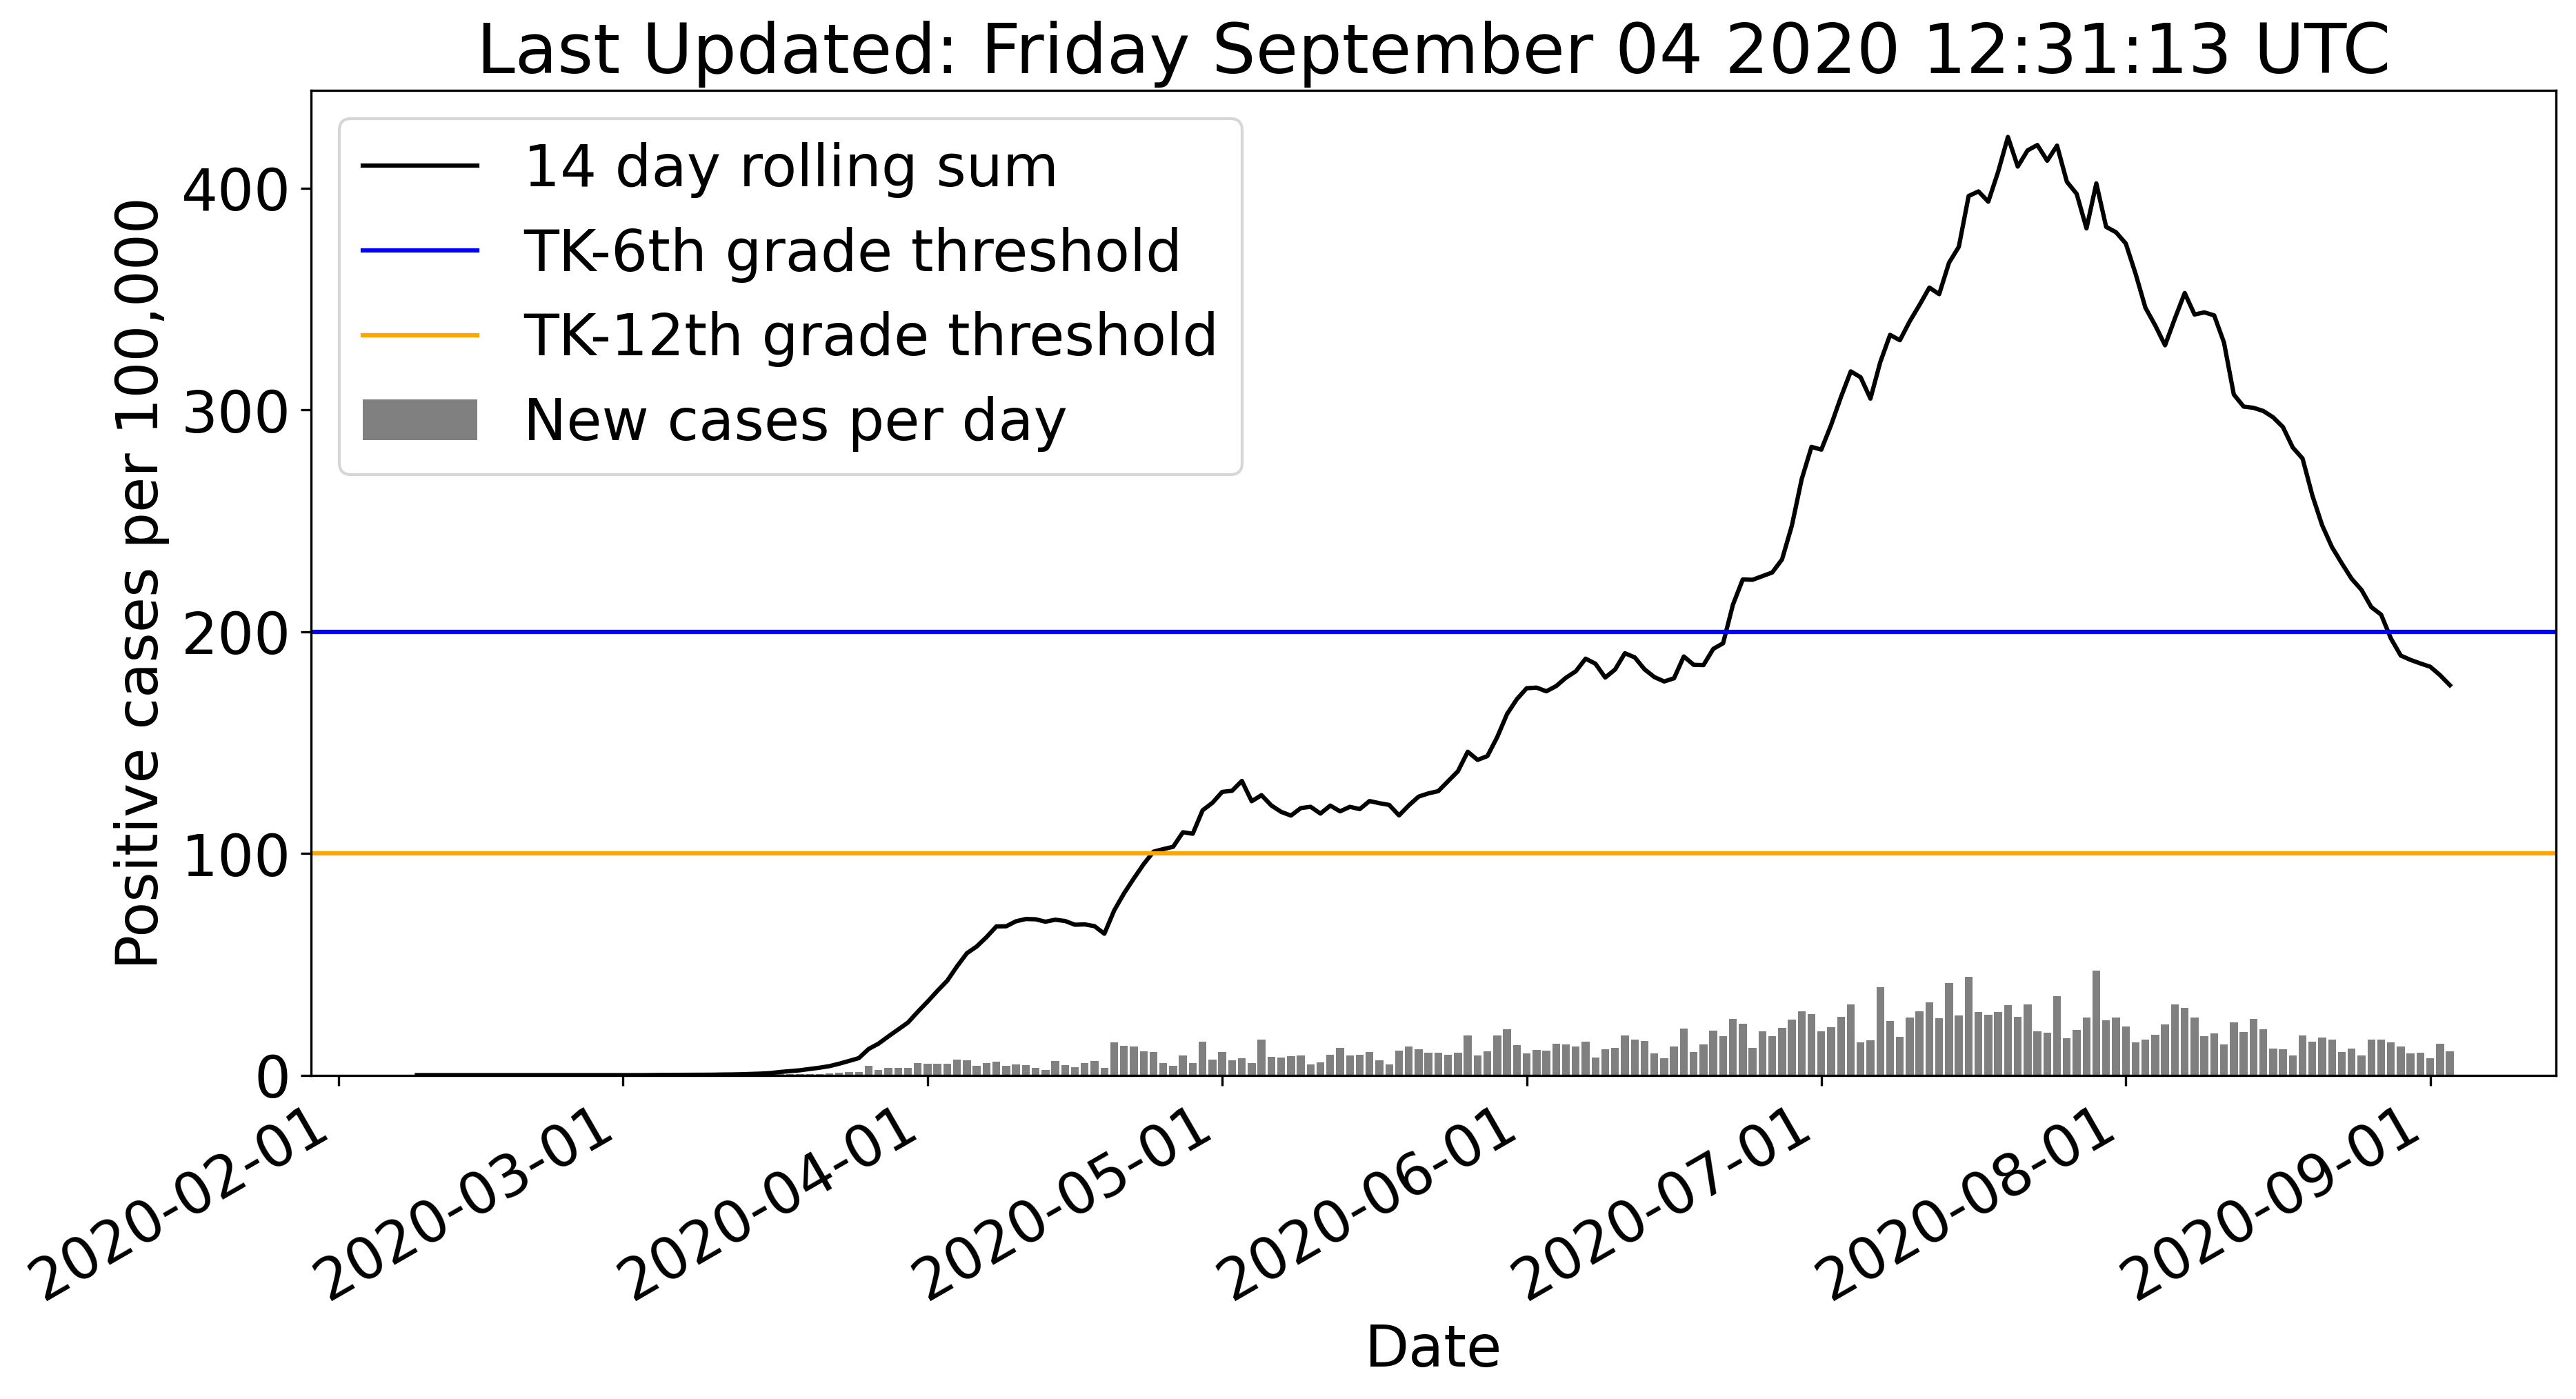 Last Updated: Friday September 04 2020 12:31:13 UTC
14 day rolling sum
TK-6th grade threshold
TK-12th grade threshold
New cases per day
Positive cases per 100,000
400
300
200
100
0
2020-02-01
2020-03-01
2020-04-01
2020-05-01
2020-06-01
2020-07-01
2020-08-01
2020-09-01
Date